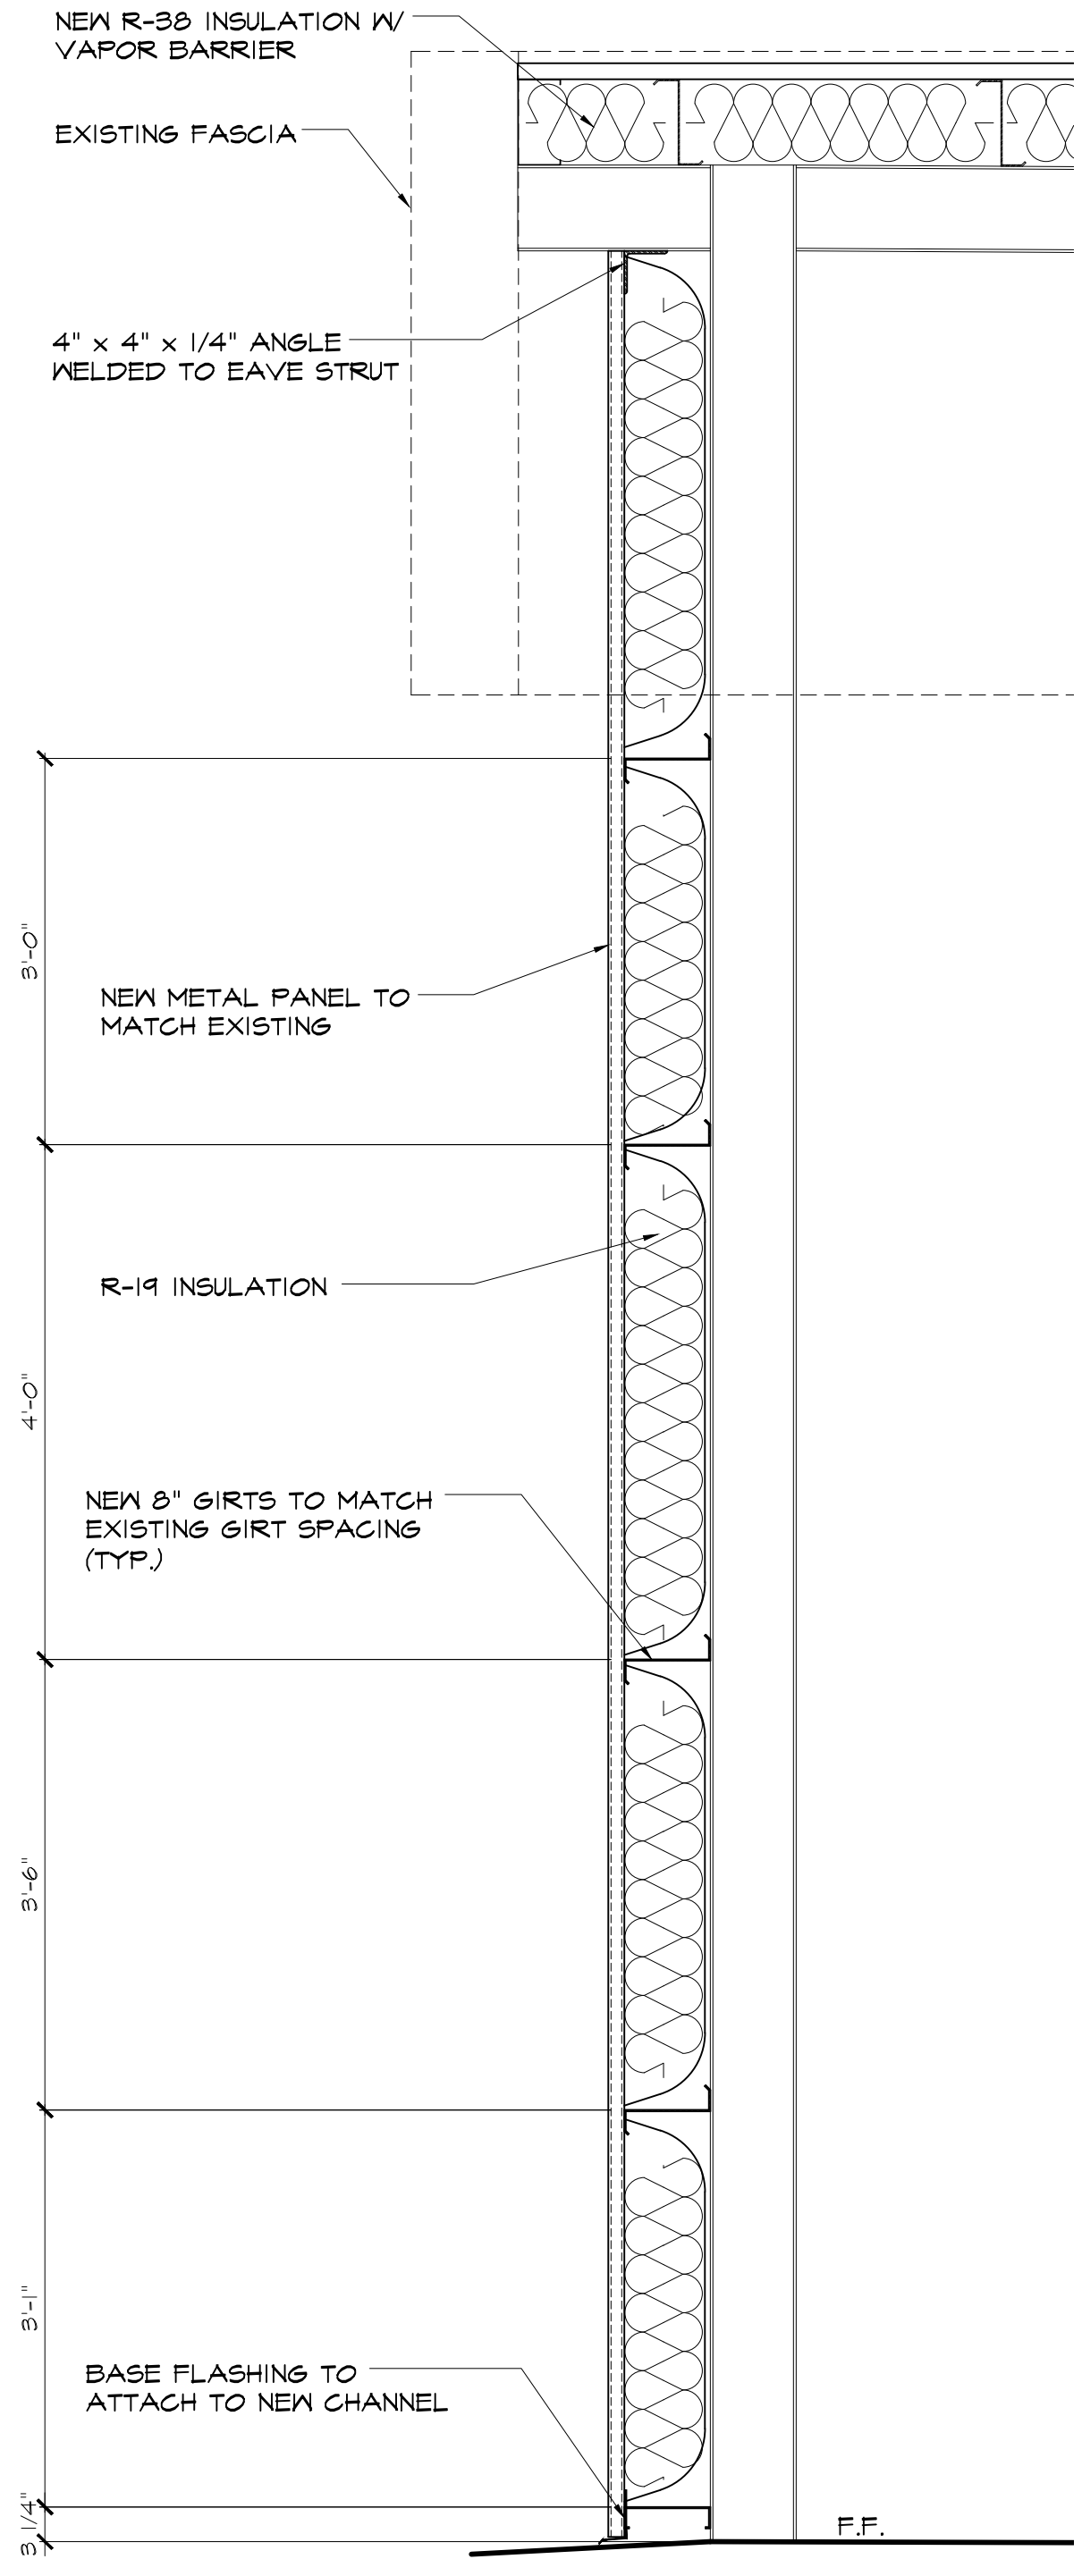 NEW R-38 INSULATION W/
VAPOR BARRIER
EXISTING FASCIA
4" x 4" x 1/4" ANGLE
WELDED TO EAVE STRUT
3'-0"
NEW METAL PANEL TO
MATCH EXISTING
R-19 INSULATION
4'-0"
NEW 8" GIRTS TO MATCH
EXISTING GIRT SPACING
(TYP.)
3'-6"
3'-1"
BASE FLASHING TO
ATTACH TO NEW CHANNEL
3 1/4"
F.F.